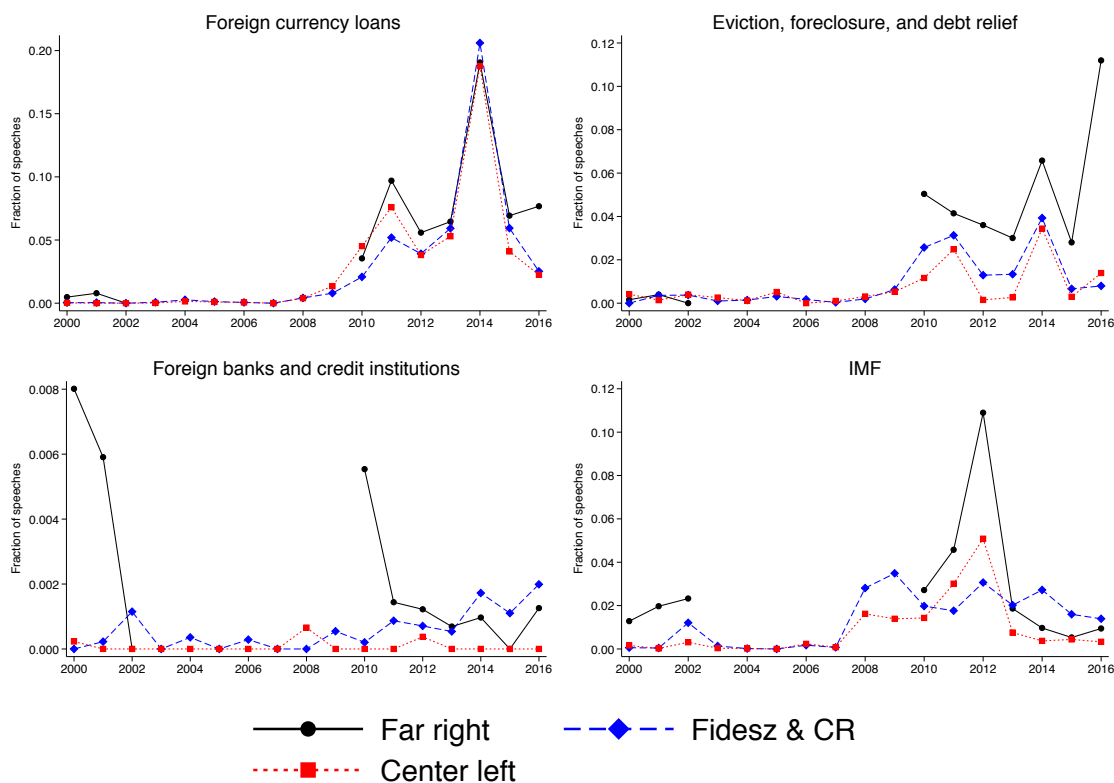 Foreign currency loans
Fraction of speeches
0.20
0.15
0.10
0.05
0.00
2000 2002 2004 2006 2008 2010 2012 2014 2016
Eviction, foreclosure, and debt relief
Fraction of speeches
0.12
0.10
0.08
0.06
0.04
0.02
0.00
2000 2002 2004 2006 2008 2010 2012 2014 2016
Foreign banks and credit institutions
Fraction of speeches
0.008
0.006
0.004
0.002
0.000
2000 2002 2004 2006 2008 2010 2012 2014 2016
IMF
Fraction of speeches
0.12
0.10
0.08
0.06
0.04
0.02
0.00
2000 2002 2004 2006 2008 2010 2012 2014 2016
Far right
Fidesz & CR
Center left